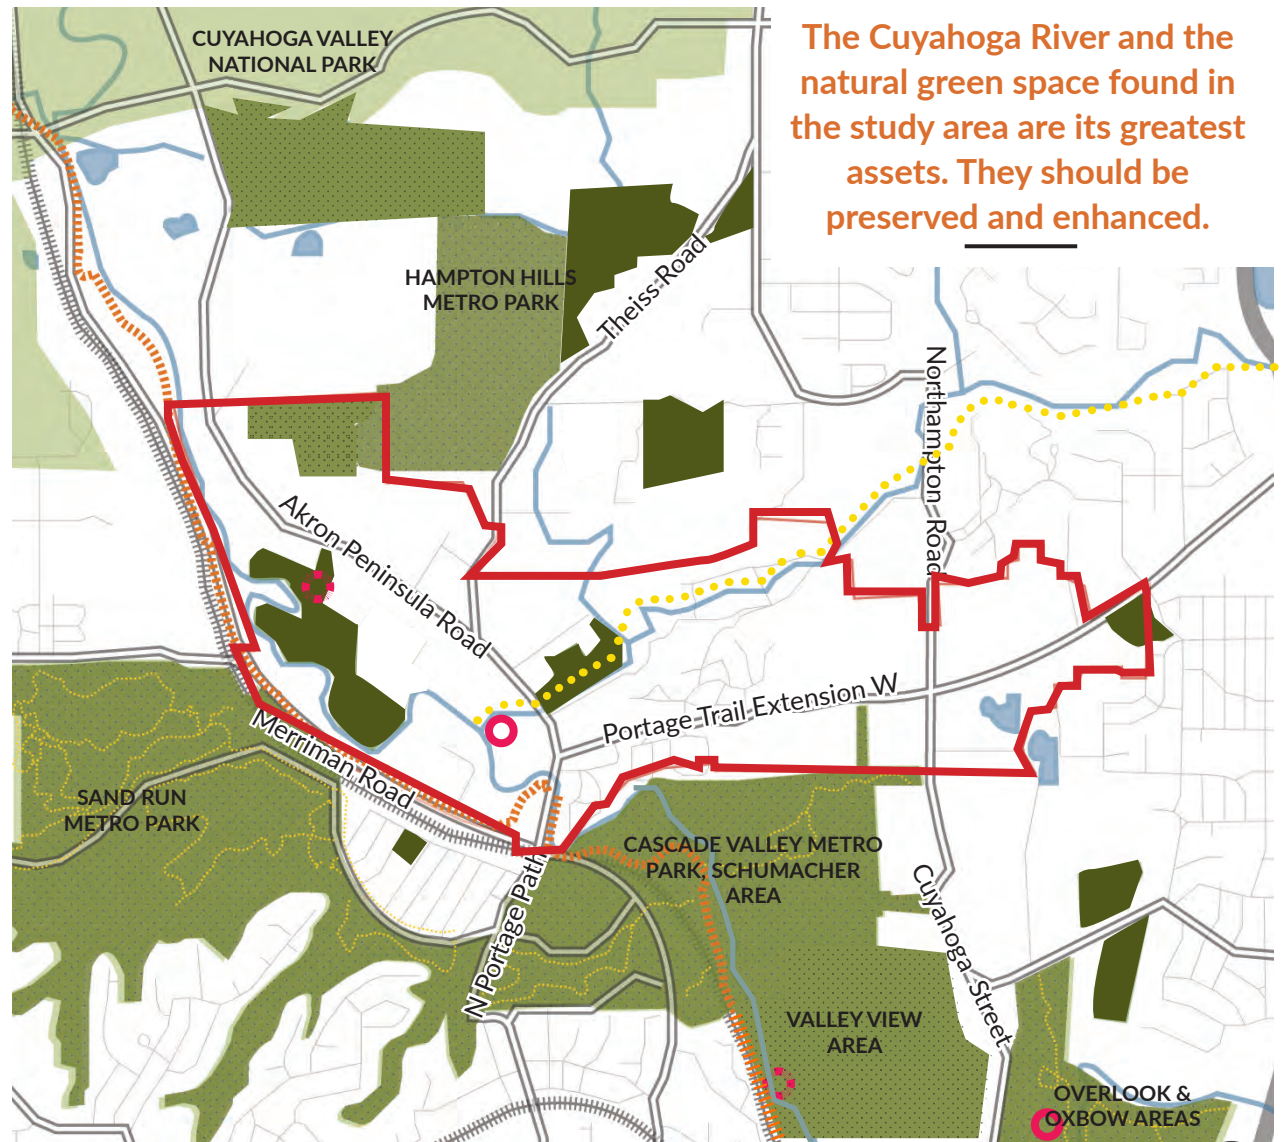 The Cuyahoga River and the
natural green space found in
the study area are its greatest
assets. They should be
preserved and enhanced.
CUYAHOGA VALLEY
NATIONAL PARK
HAMPTON HILLS
METRO PARK
Theiss Road
Northampton Road
Akron Peninsula Road
Portage Trail Extension W
Merriman Road
SAND RUN
METRO PARK
CASCADE VALLEY METRO
PARK, SCHUMACHER
AREA
N Portage Path
Cuyahoga Street
VALLEY VIEW
AREA
OVERLOOK &
OXBOW AREAS